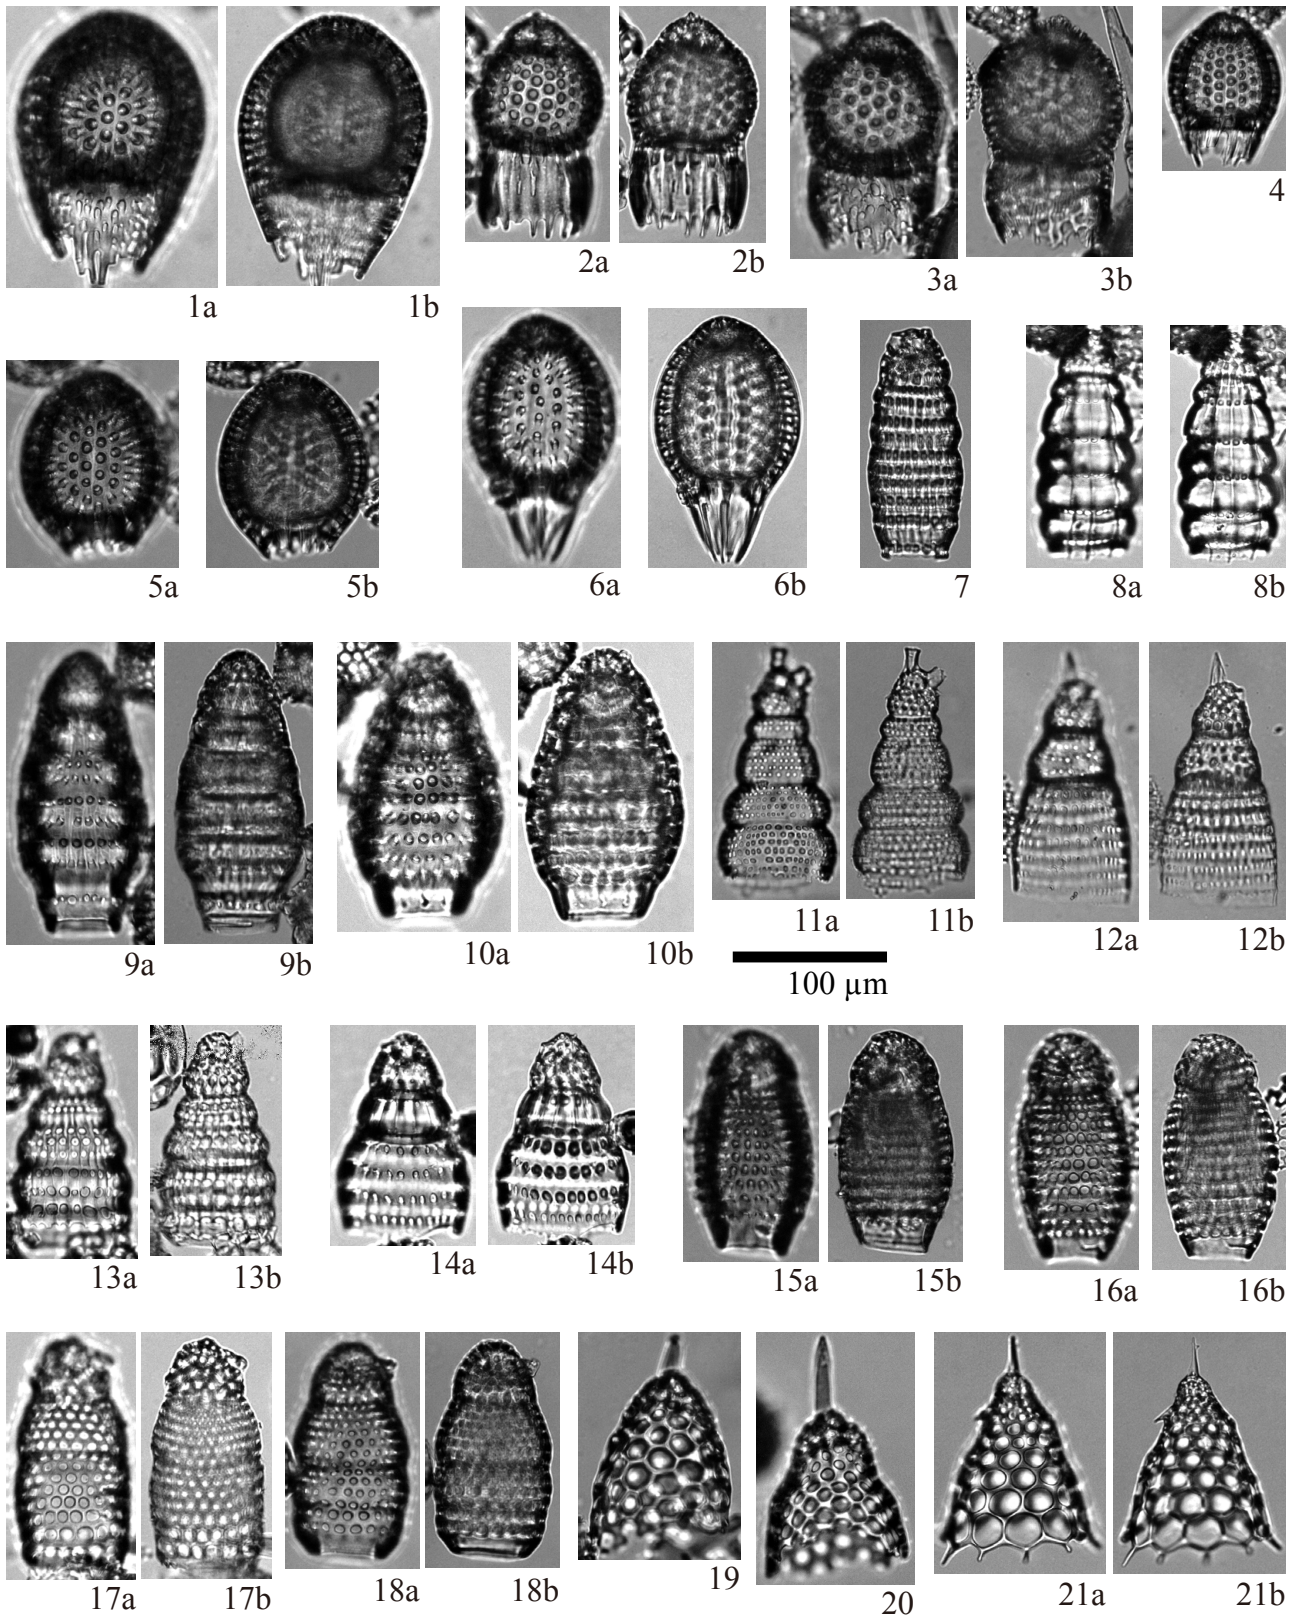 1a 1b 2a 2b 3a 3b 4
5a 5b 6a 6b 7 8a 8b
9a 9b 10a 10b 11a 11b 12a 12b
100 µm
13a 13b 14a 14b 15a 15b 16a 16b
17a 17b 18a 18b 19 20 21a 21b